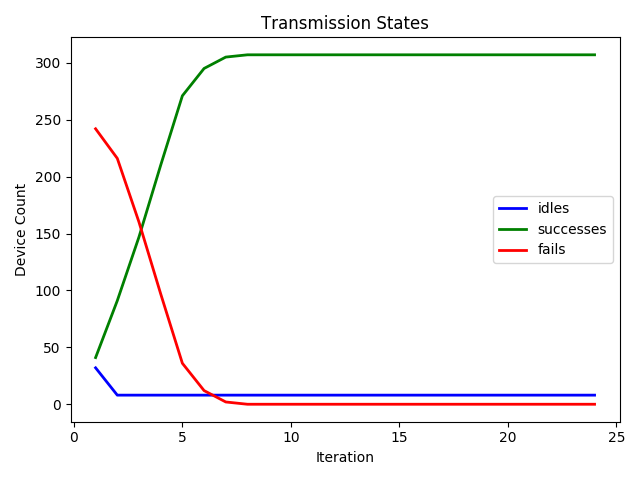 Transmission States
Device Count
300
250
200
150
100
50
0
idles
successes
fails
0 5 10 15 20 25
Iteration